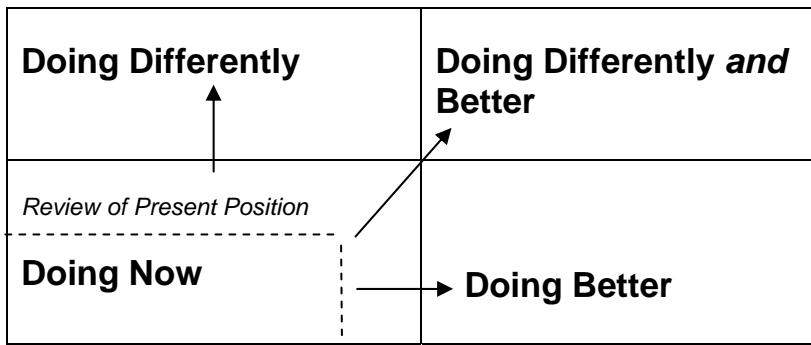 Doing Differently
Doing Differently and
Better
Review of Present Position
Doing Now
Doing Better